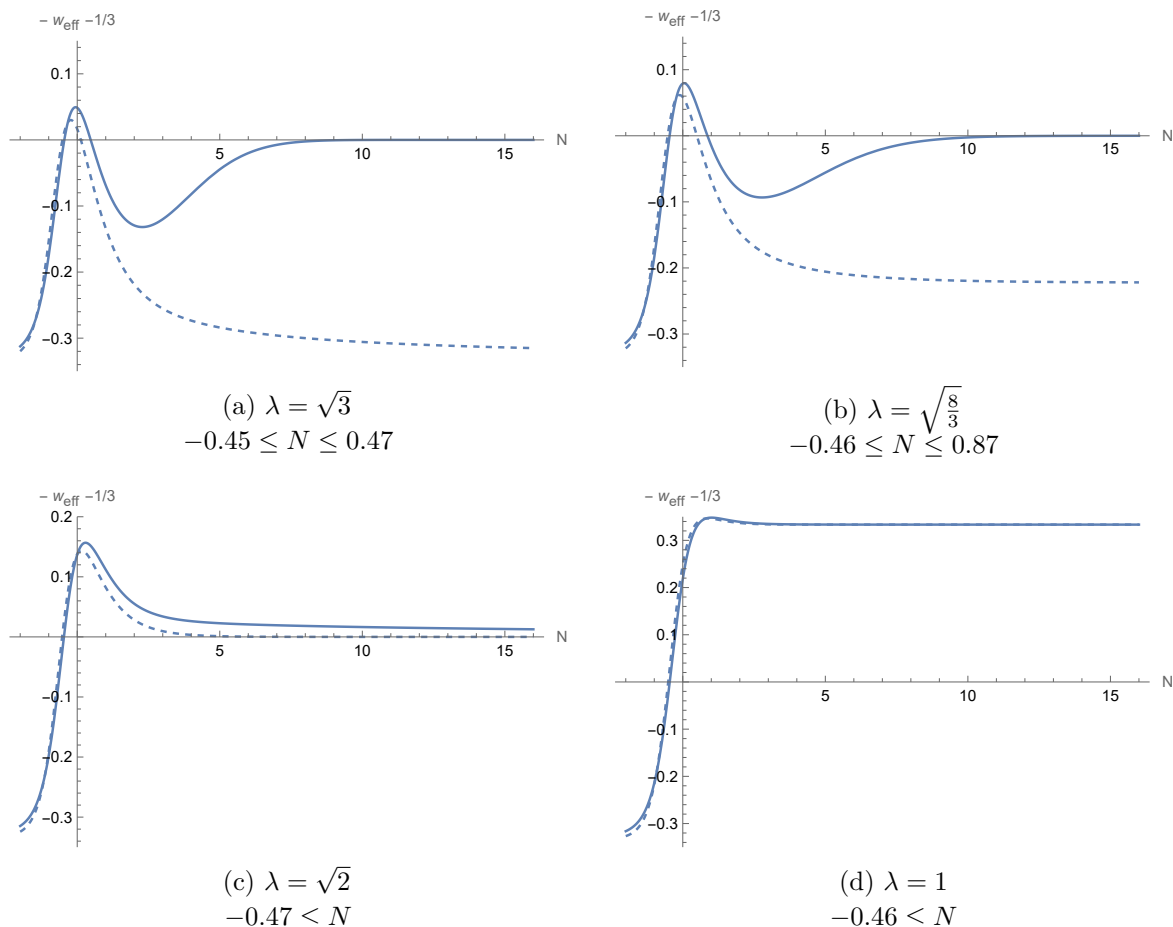 − w_eff −1/3
0.1
N
5
10
15
−0.1
−0.2
−0.3
(a) λ = √3
−0.45 ≤ N ≤ 0.47
− w_eff −1/3
0.1
N
5
10
15
−0.1
−0.2
−0.3
(b) λ = √(8/3)
−0.46 ≤ N ≤ 0.87
− w_eff −1/3
0.2
0.1
N
5
10
15
−0.1
−0.2
−0.3
(c) λ = √2
−0.47 < N
− w_eff −1/3
0.3
0.2
0.1
N
5
10
15
−0.1
−0.2
−0.3
(d) λ = 1
−0.46 < N